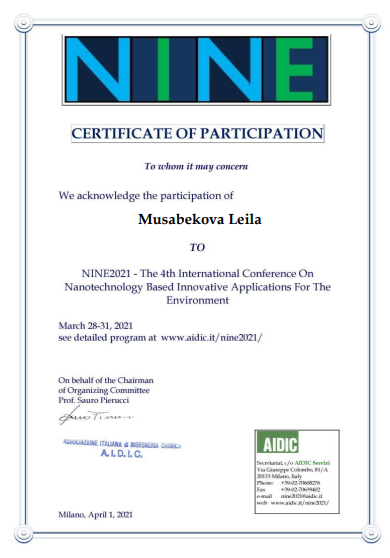 NINE
CERTIFICATE OF PARTICIPATION
To whom it may concern
We acknowledge the participation of
Musabekova Leila
TO
NINE2021 - The 4th International Conference On
Nanotechnology Based Innovative Applications For The
Environment
March 28-31, 2021
see detailed program at www.aidic.it/nine2021/
On behalf of the Chairman
of Organizing Committee
Prof. Sauro Pierucci
ASSOCIAZIONE ITALIANA di INGEGNERIA CHIMICA
A.I.D.I.C.
AIDIC
Secretariat, c/o AIDIC Servizi
Via Giuseppe Colombo, 81/A
20133 Milano, Italy
Phone: +39-02-70608276
Fax +39-02-70639402
e-mail nine2021@aidic.it
web www.aidic.it/nine2021/
Milano, April 1, 2021